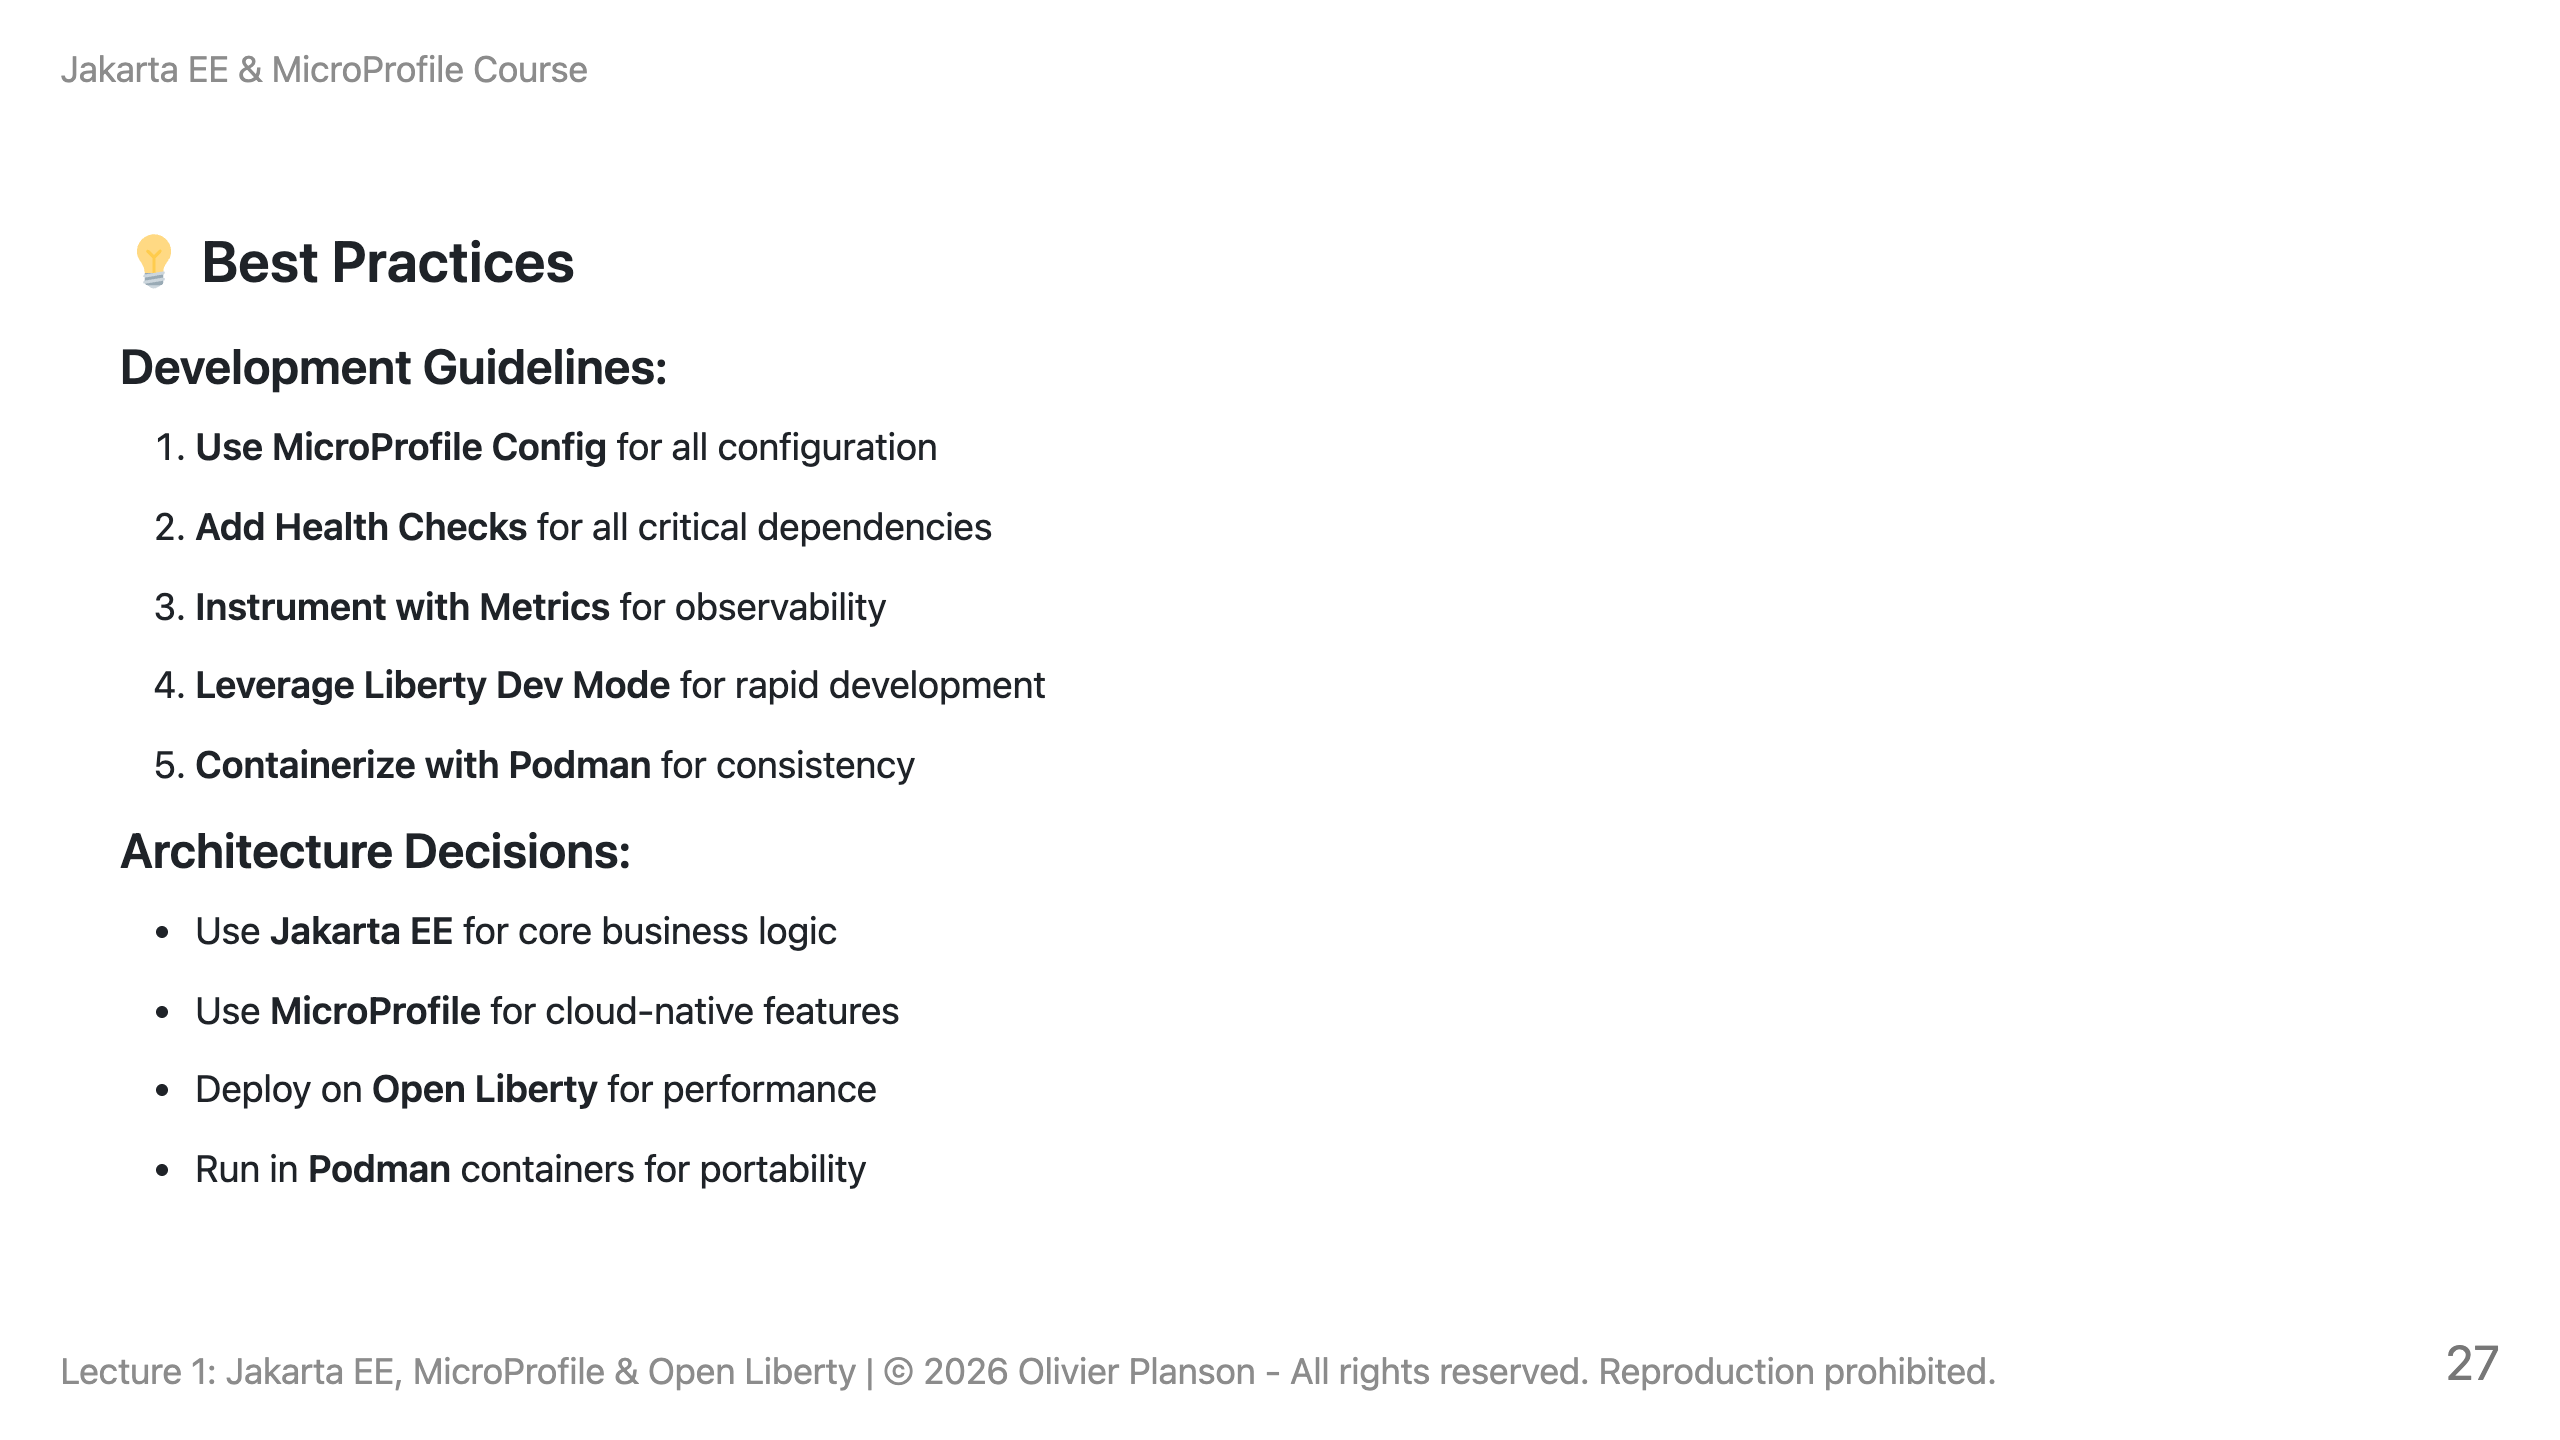 Jakarta EE & MicroProfile Course
💡 Best Practices
Development Guidelines:
1. Use MicroProfile Config for all configuration
2. Add Health Checks for all critical dependencies
3. Instrument with Metrics for observability
4. Leverage Liberty Dev Mode for rapid development
5. Containerize with Podman for consistency
Architecture Decisions:
• Use Jakarta EE for core business logic
• Use MicroProfile for cloud-native features
• Deploy on Open Liberty for performance
• Run in Podman containers for portability
Lecture 1: Jakarta EE, MicroProfile & Open Liberty | © 2026 Olivier Planson - All rights reserved. Reproduction prohibited.
27